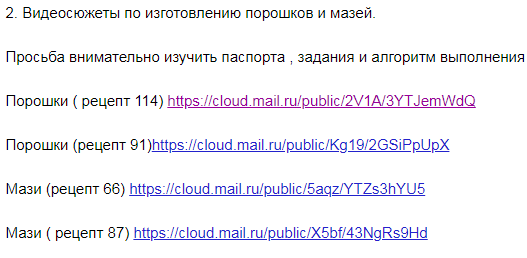 2. Видеосюжеты по изготовлению порошков и мазей.
Просьба внимательно изучить паспорта , задания и алгоритм выполнения
Порошки ( рецепт 114) https://cloud.mail.ru/public/2V1A/3YTJemWdQ
Порошки (рецепт 91)https://cloud.mail.ru/public/Kg19/2GSiPpUpX
Мази (рецепт 66) https://cloud.mail.ru/public/5aqz/YTZs3hYU5
Мази ( рецепт 87) https://cloud.mail.ru/public/X5bf/43NgRs9Hd